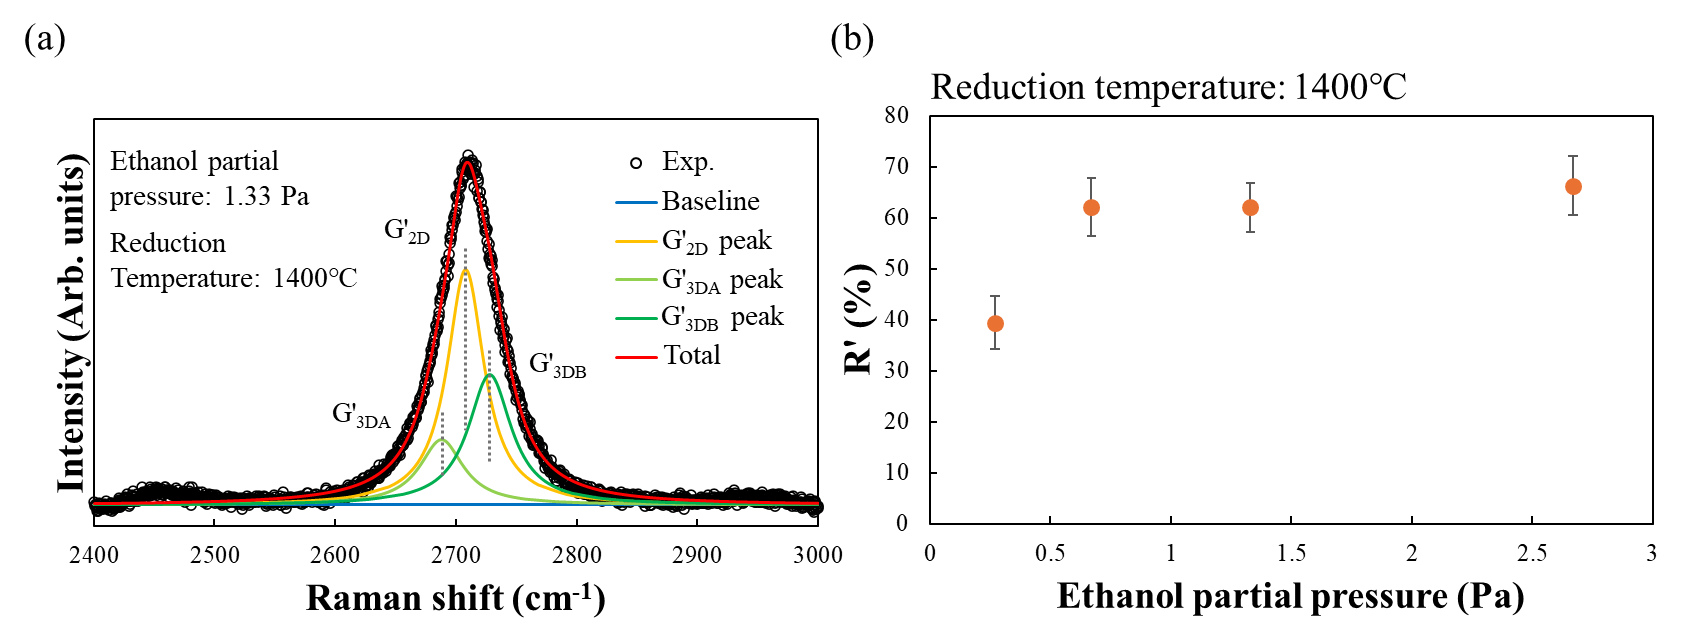 (a)
Ethanol partial
pressure: 1.33 Pa
Reduction
Temperature: 1400℃
G'2D
G'3DA
G'3DB
Exp.
Baseline
G'2D peak
G'3DA peak
G'3DB peak
Total
Intensity (Arb. units)
2400 2500 2600 2700 2800 2900 3000
Raman shift (cm-1)
(b)
Reduction temperature: 1400℃
80
70
60
50
40
30
20
10
0
R' (%)
0 0.5 1 1.5 2 2.5 3
Ethanol partial pressure (Pa)